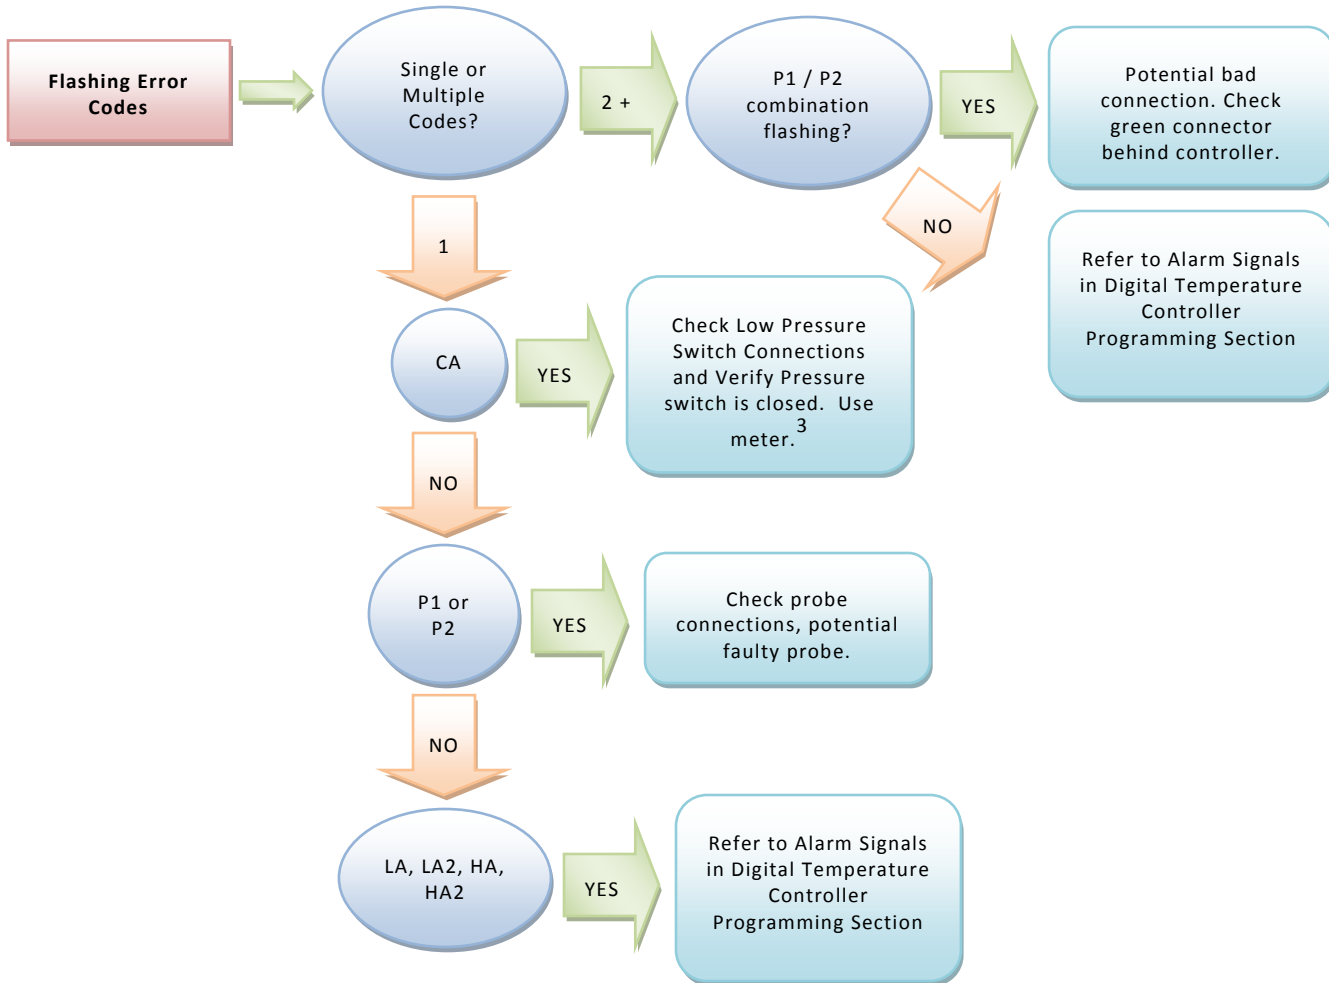 Flashing Error
Codes
Single or
Multiple
Codes?
2 +
P1 / P2
combination
flashing?
YES
Potential bad
connection. Check
green connector
behind controller.
NO
Refer to Alarm Signals
in Digital Temperature
Controller
Programming Section
1
CA
YES
Check Low Pressure
Switch Connections
and Verify Pressure
switch is closed. Use
meter.3
NO
P1 or
P2
YES
Check probe
connections, potential
faulty probe.
NO
LA, LA2, HA,
HA2
YES
Refer to Alarm Signals
in Digital Temperature
Controller
Programming Section